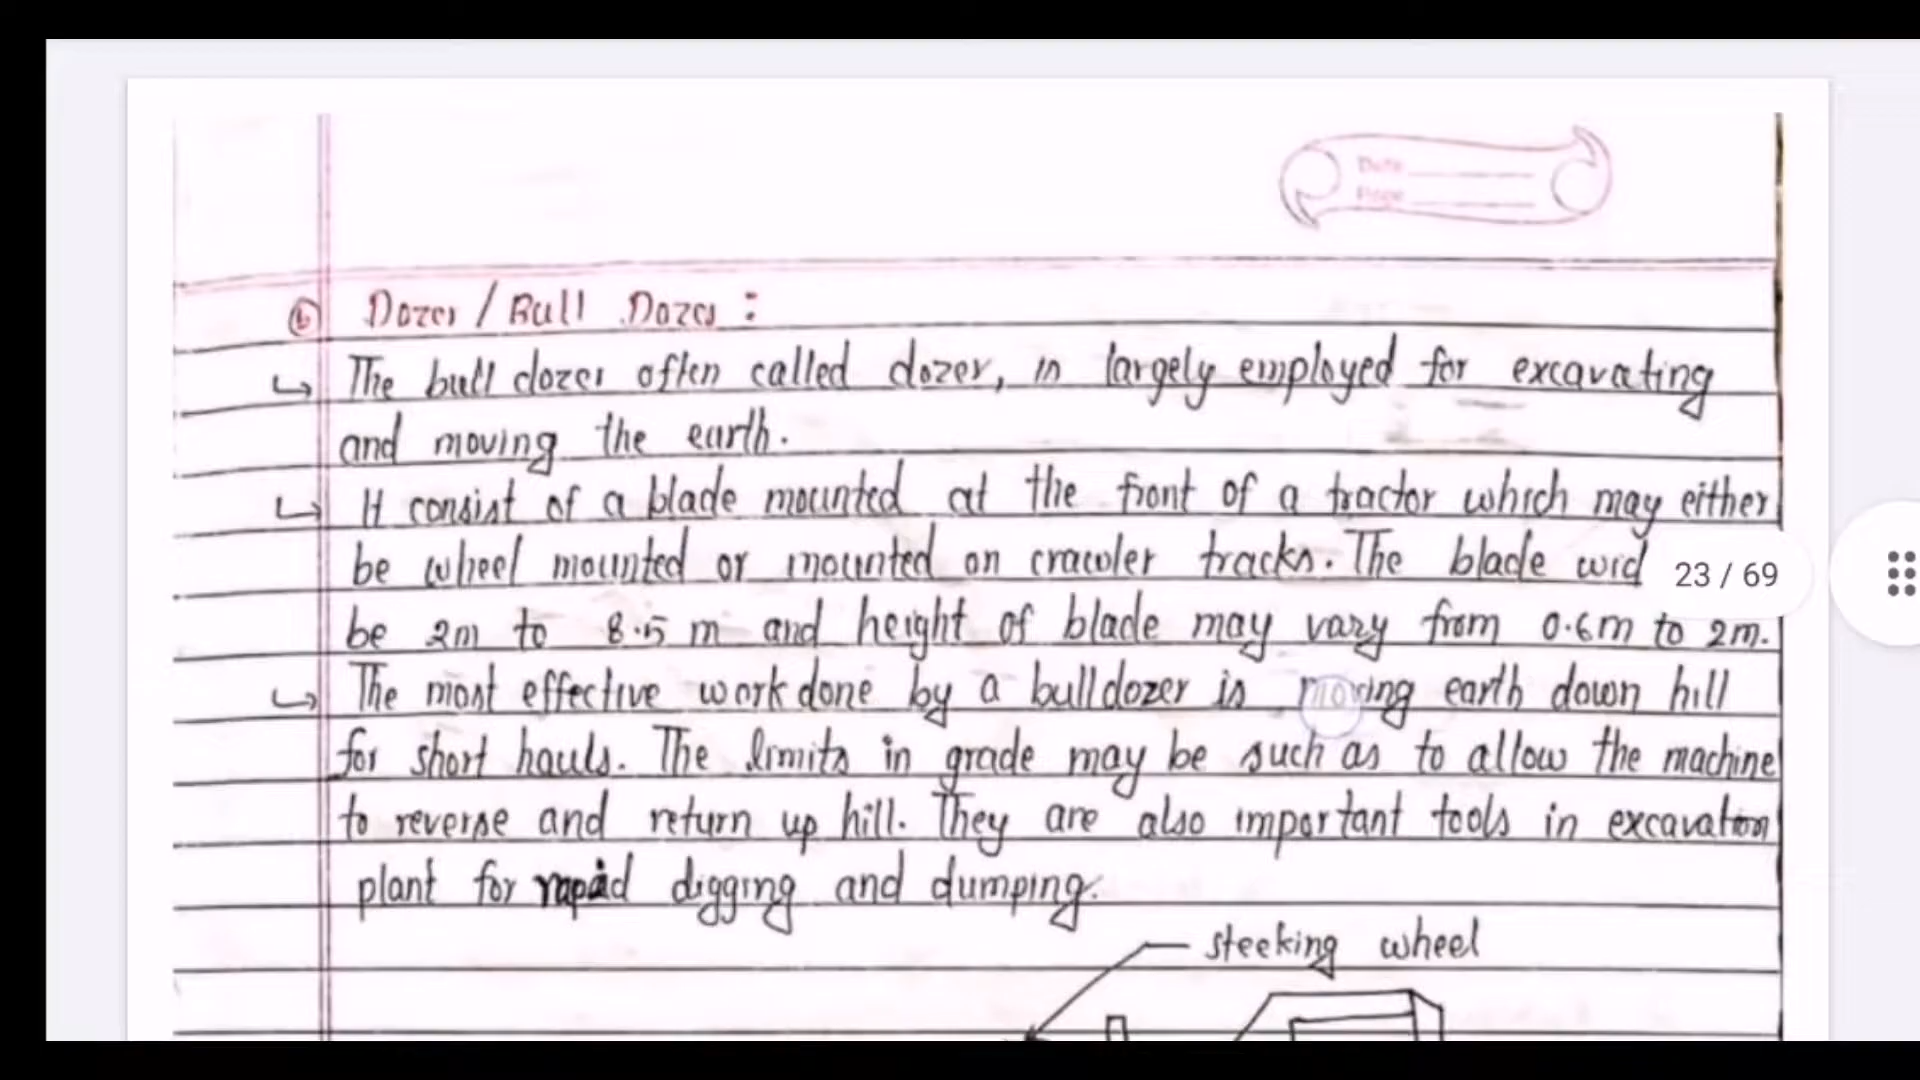 Date
Page
b Dozer / Bull Dozer :
↳ The bull dozer often called dozer, is largely employed for excavating
and moving the earth.
↳ It consist of a blade mounted at the front of a tractor which may either
be wheel mounted or mounted on crawler tracks. The blade wid
23 / 69
be 2m to 8.5 m and height of blade may vary from 0.6m to 2m.
↳ The most effective work done by a bulldozer is moving earth down hill
for short hauls. The limits in grade may be such as to allow the machine
to reverse and return up hill. They are also important tools in excavation
plant for rapid digging and dumping.
steeking wheel